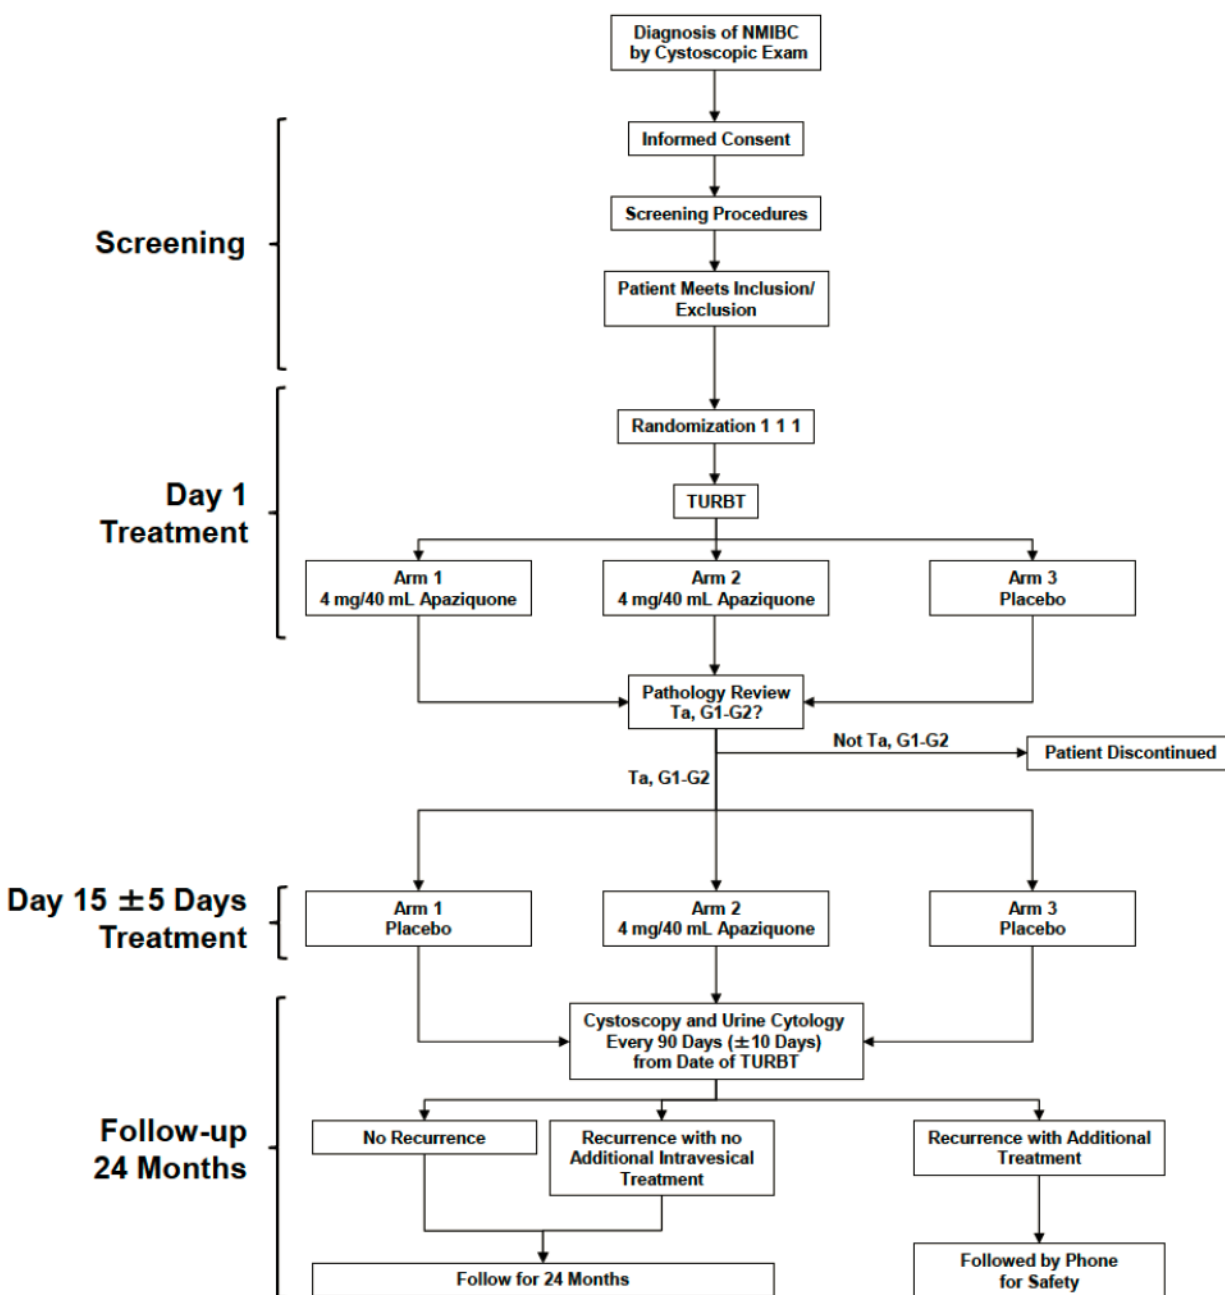 Diagnosis of NMIBC
by Cystoscopic Exam
Informed Consent
Screening Procedures
Screening
Patient Meets Inclusion/
Exclusion
Randomization 1 1 1
Day 1
Treatment
TURBT
Arm 1
4 mg/40 mL Apaziquone
Arm 2
4 mg/40 mL Apaziquone
Arm 3
Placebo
Pathology Review
Ta, G1-G2?
Not Ta, G1-G2
Patient Discontinued
Ta, G1-G2
Day 15 ±5 Days
Treatment
Arm 1
Placebo
Arm 2
4 mg/40 mL Apaziquone
Arm 3
Placebo
Cystoscopy and Urine Cytology
Every 90 Days (±10 Days)
from Date of TURBT
Follow-up
24 Months
No Recurrence
Recurrence with no
Additional Intravesical
Treatment
Recurrence with Additional
Treatment
Follow for 24 Months
Followed by Phone
for Safety